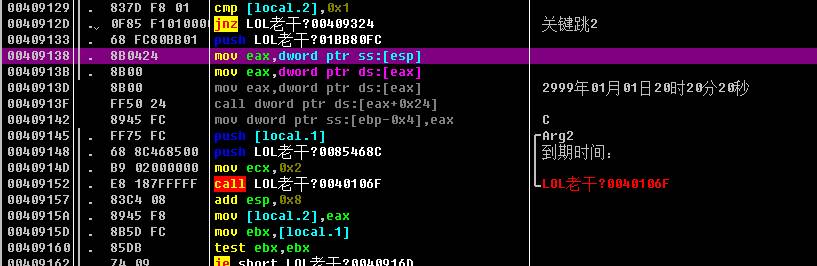 00409129 . 837D F8 01 cmp [local.2],0x1
0040912D .⌄ 0F85 F1010000 jnz LOL老干?00409324 关键跳2
00409133 . 68 FC80BB01 push LOL老干?01BB80FC
00409138 . 8B0424 mov eax,dword ptr ss:[esp]
0040913B . 8B00 mov eax,dword ptr ds:[eax]
0040913D 8B00 mov eax,dword ptr ds:[eax] 2999年01月01日20时20分20秒
0040913F FF50 24 call dword ptr ds:[eax+0x24]
00409142 8945 FC mov dword ptr ss:[ebp-0x4],eax C
00409145 . FF75 FC push [local.1] Arg2
00409148 . 68 8C468500 push LOL老干?0085468C 到期时间:
0040914D . B9 02000000 mov ecx,0x2
00409152 . E8 187FFFFF call LOL老干?0040106F LOL老干?0040106F
00409157 . 83C4 08 add esp,0x8
0040915A . 8945 F8 mov [local.2],eax
0040915D . 8B5D FC mov ebx,[local.1]
00409160 . 85DB test ebx,ebx
00409162 . 74 09 je short LOL老干?0040916D